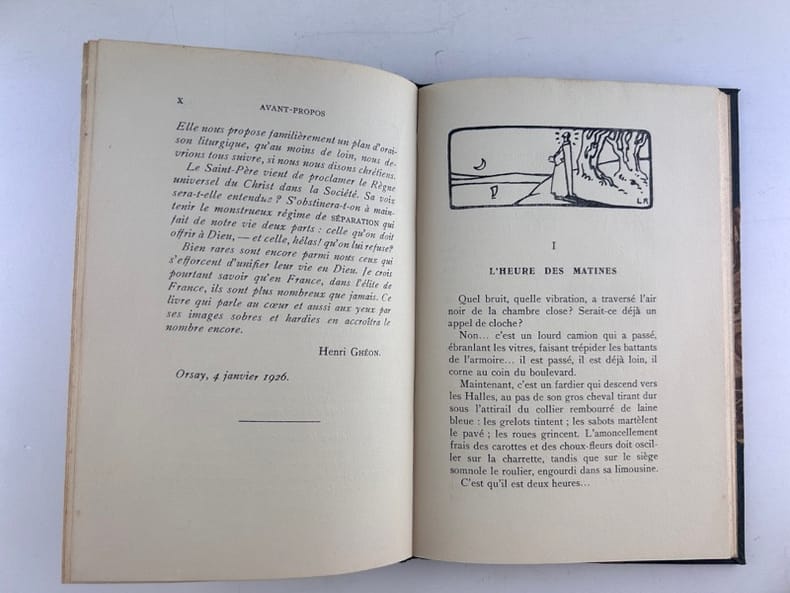 X
AVANT-PROPOS
Elle nous propose familièrement un plan d'orai-
son liturgique, qu'au moins de loin, nous de-
vrions tous suivre, si nous nous disons chrétiens.
Le Saint-Père vient de proclamer le Règne
universel du Christ dans la Société. Sa voix
sera-t-elle entendue ? S'obstinera-t-on à main-
tenir le monstrueux régime de SÉPARATION qui
fait de notre vie deux parts : celle qu'on doit
offrir à Dieu, — et celle, hélas! qu'on lui refuse?
Bien rares sont encore parmi nous ceux qui
s'efforcent d'unifier leur vie en Dieu. Je crois
pourtant savoir qu'en France, dans l'élite de
France, ils sont plus nombreux que jamais. Ce
livre qui parle au cœur et aussi aux yeux par
ses images sobres et hardies en accroîtra le
nombre encore.
Henri GHÉON.
Orsay, 4 janvier 1926.
LR
I
L'HEURE DES MATINES
Quel bruit, quelle vibration, a traversé l'air
noir de la chambre close? Serait-ce déjà un
appel de cloche?
Non... c'est un lourd camion qui a passé,
ébranlant les vitres, faisant trépider les battants
de l'armoire... il est passé, il est déjà loin, il
corne au coin du boulevard.
Maintenant, c'est un fardier qui descend vers
les Halles, au pas de son gros cheval tirant dur
sous l'attirail du collier rembourré de laine
bleue : les grelots tintent ; les sabots martèlent
le pavé ; les roues grincent. L'amoncellement
frais des carottes et des choux-fleurs doit oscil-
ler sur la charrette, tandis que sur le siège
somnole le roulier, engourdi dans sa limousine.
C'est qu'il est deux heures...